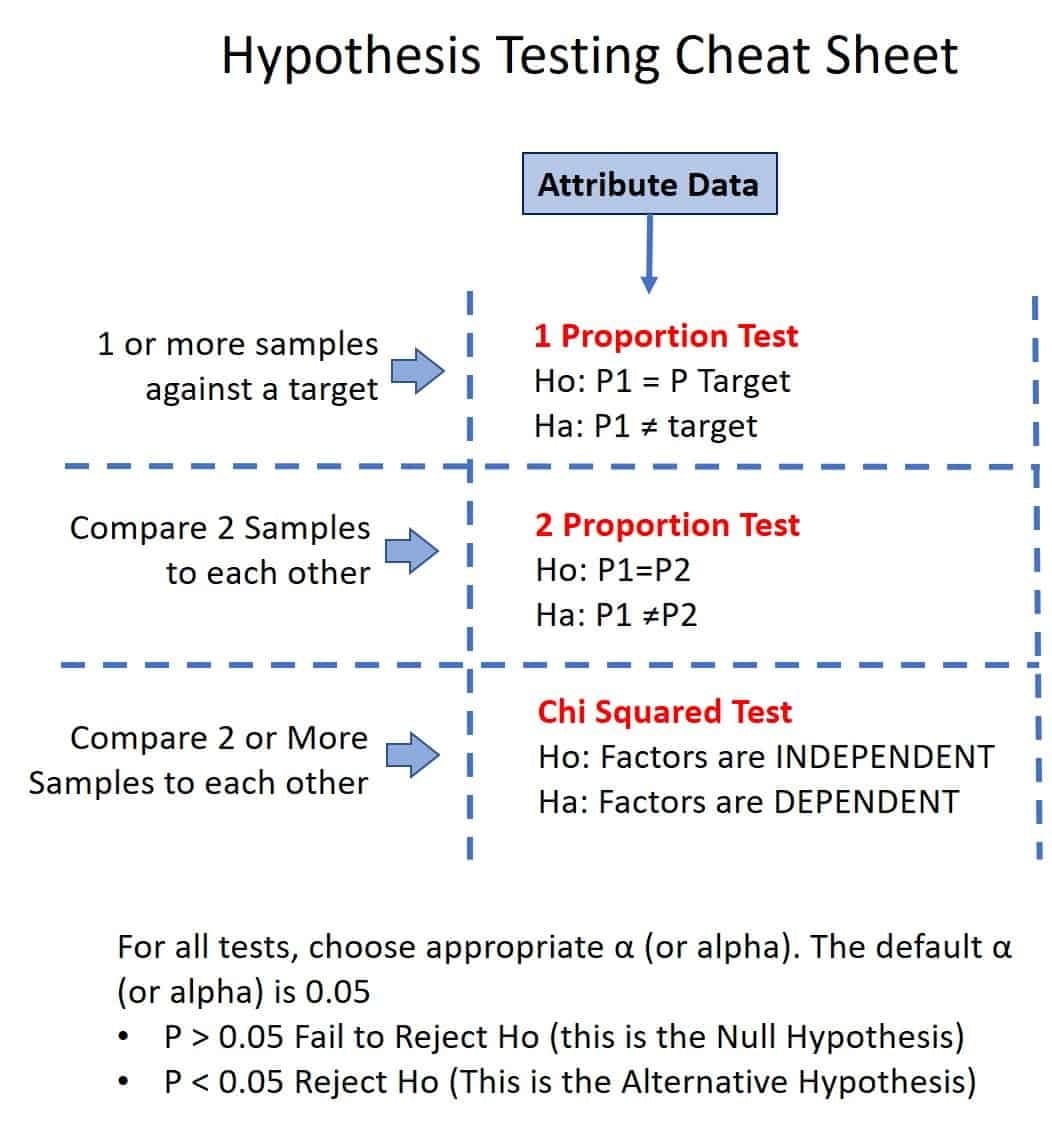 Hypothesis Testing Cheat Sheet
Attribute Data
1 or more samples
against a target
1 Proportion Test
Ho: P1 = P Target
Ha: P1 ≠ target
Compare 2 Samples
to each other
2 Proportion Test
Ho: P1=P2
Ha: P1 ≠P2
Compare 2 or More
Samples to each other
Chi Squared Test
Ho: Factors are INDEPENDENT
Ha: Factors are DEPENDENT
For all tests, choose appropriate α (or alpha). The default α
(or alpha) is 0.05
• P > 0.05 Fail to Reject Ho (this is the Null Hypothesis)
• P < 0.05 Reject Ho (This is the Alternative Hypothesis)